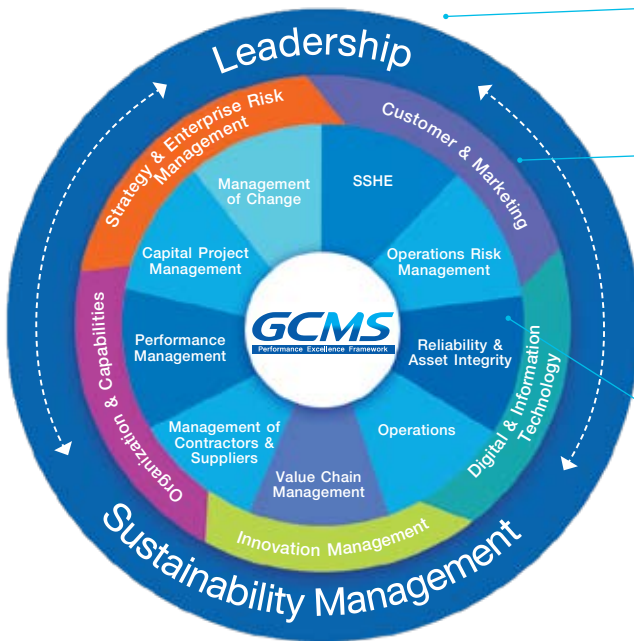 Leadership
Strategy & Enterprise Risk
Management
Customer & Marketing
Management
of Change
SSHE
Capital Project
Management
Operations Risk
Management
GCMS
Performance Excellence Framework
Performance
Management
Reliability &
Asset Integrity
Organization & Capabilities
Digital & Information
Technology
Management of
Contractors &
Suppliers
Operations
Value Chain
Management
Innovation Management
Sustainability Management